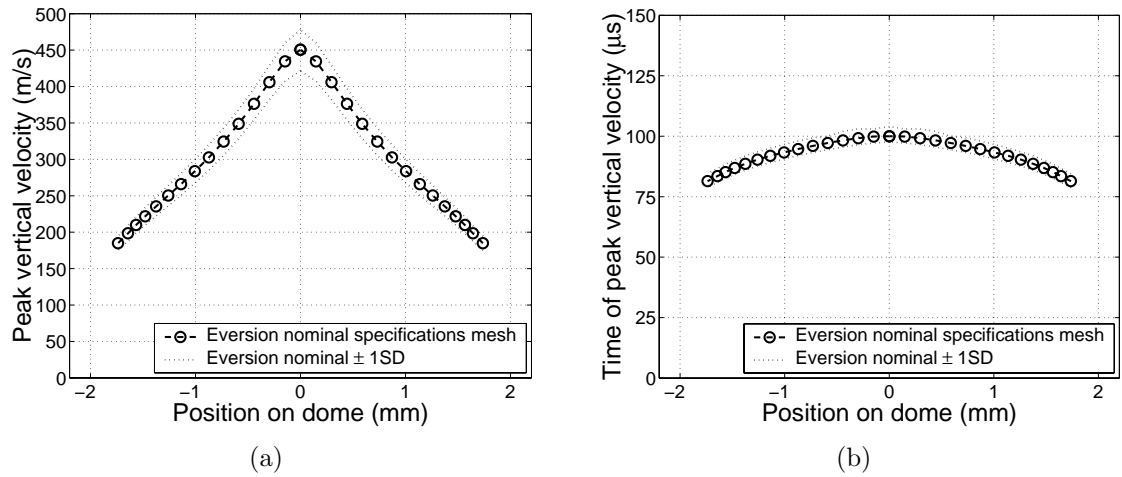 500
450
400
350
300
250
200
150
100
50
0
Peak vertical velocity (m/s)
−2 −1 0 1 2
Position on dome (mm)
Eversion nominal specifications mesh
Eversion nominal ± 1SD
(a)
150
125
100
75
50
25
0
Time of peak vertical velocity (µs)
−2 −1 0 1 2
Position on dome (mm)
Eversion nominal specifications mesh
Eversion nominal ± 1SD
(b)